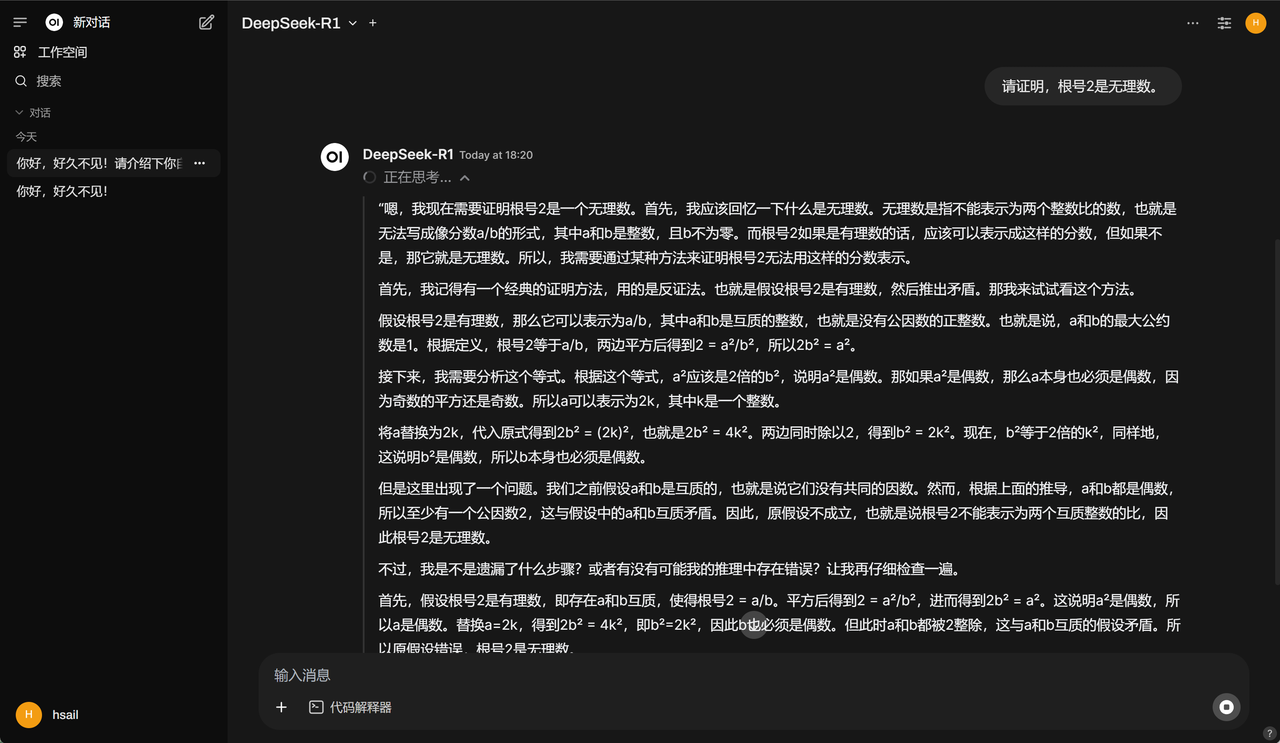 OI 新对话
工作空间
搜索
对话
今天
你好，好久不见！请介绍下你自 ...
你好，好久不见！
H hsail
DeepSeek-R1
H
请证明，根号2是无理数。
OI DeepSeek-R1 Today at 18:20
正在思考...
“嗯，我现在需要证明根号2是一个无理数。首先，我应该回忆一下什么是无理数。无理数是指不能表示为两个整数比的数，也就是
无法写成像分数a/b的形式，其中a和b是整数，且b不为零。而根号2如果是有理数的话，应该可以表示成这样的分数，但如果不
是，那它就是无理数。所以，我需要通过某种方法来证明根号2无法用这样的分数表示。
首先，我记得有一个经典的证明方法，用的是反证法。也就是假设根号2是有理数，然后推出矛盾。那我来试试看这个方法。
假设根号2是有理数，那么它可以表示为a/b，其中a和b是互质的整数，也就是没有公因数的正整数。也就是说，a和b的最大公约
数是1。根据定义，根号2等于a/b，两边平方后得到2 = a²/b²，所以2b² = a²。
接下来，我需要分析这个等式。根据这个等式，a²应该是2倍的b²，说明a²是偶数。那如果a²是偶数，那么a本身也必须是偶数，因
为奇数的平方还是奇数。所以a可以表示为2k，其中k是一个整数。
将a替换为2k，代入原式得到2b² = (2k)²，也就是2b² = 4k²。两边同时除以2，得到b² = 2k²。现在，b²等于2倍的k²，同样地，
这说明b²是偶数，所以b本身也必须是偶数。
但是这里出现了一个问题。我们之前假设a和b是互质的，也就是说它们没有共同的因数。然而，根据上面的推导，a和b都是偶数，
所以至少有一个公因数2，这与假设中的a和b互质矛盾。因此，原假设不成立，也就是说根号2不能表示为两个互质整数的比，因
此根号2是无理数。
不过，我是不是遗漏了什么步骤？或者有没有可能我的推理中存在错误？让我再仔细检查一遍。
首先，假设根号2是有理数，即存在a和b互质，使得根号2 = a/b。平方后得到2 = a²/b²，进而得到2b² = a²。这说明a²是偶数，所
以a是偶数。替换a=2k，得到2b² = 4k²，即b²=2k²，因此b也必须是偶数。但此时a和b都被2整除，这与a和b互质的假设矛盾。所
以原假设错误，根号2是无理数。
输入消息
代码解释器
?